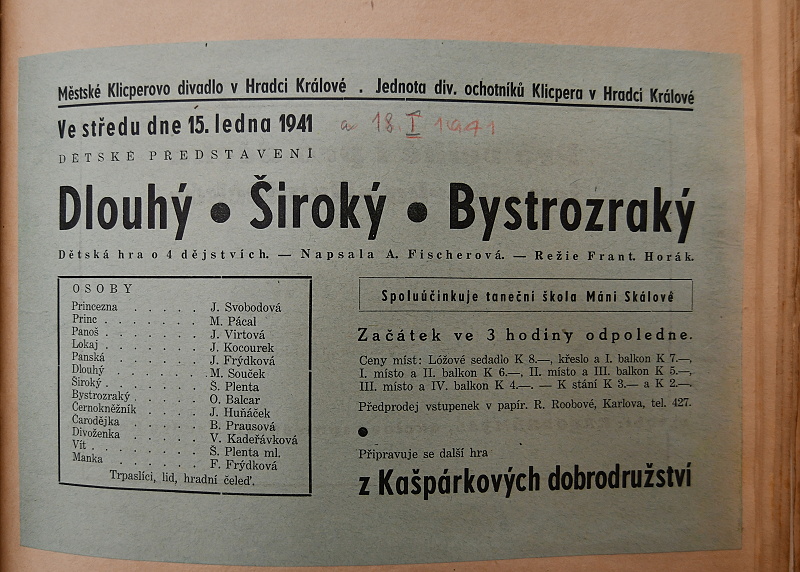 Městské Klicperovo divadlo v Hradci Králové . Jednota div. ochotníků Klicpera v Hradci Králové
Ve středu dne 15. ledna 1941 a 18. I 1941
DĚTSKÉ PŘEDSTAVENÍ
Dlouhý • Široký • Bystrozraký
Dětská hra o 4 dějstvích. — Napsala A. Fischerová. — Režie Frant. Horák.
OSOBY
Princezna . . . . . J. Svobodová
Princ . . . . . . . M. Pácal
Panoš . . . . . . J. Virtová
Lokaj . . . . . . J. Kocourek
Panská . . . . . . J. Frýdková
Dlouhý . . . . . . M. Souček
Široký . . . . . . Š. Plenta
Bystrozraký . . . . O. Balcar
Černokněžník . . . . J. Huňáček
Čarodějka . . . . . B. Prausová
Divoženka . . . . . V. Kadeřávková
Vít . . . . . . . Š. Plenta ml.
Manka . . . . . . F. Frýdková
Trpaslíci, lid, hradní čeleď.
Spoluúčinkuje taneční škola Máni Skálové
Začátek ve 3 hodiny odpoledne.
Ceny míst: Lóžové sedadlo K 8.—, křeslo a I. balkon K 7.—,
I. místo a II. balkon K 6.—, II. místo a III. balkon K 5.—,
III. místo a IV. balkon K 4.—. — K stání K 3.— a K 2.—.
Předprodej vstupenek v papír. R. Roobové, Karlova, tel. 427.
●
Připravuje se další hra
z Kašpárkových dobrodružství